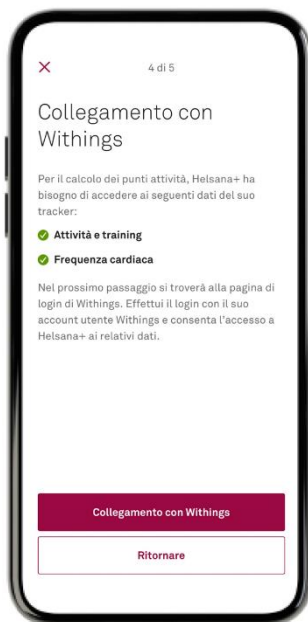 4 di 5
Collegamento con
Withings
Per il calcolo dei punti attività, Helsana+ ha
bisogno di accedere ai seguenti dati del suo
tracker:
Attività e training
Frequenza cardiaca
Nel prossimo passaggio si troverà alla pagina di
login di Withings. Effettui il login con il suo
account utente Withings e consenta l'accesso a
Helsana+ ai relativi dati.
Collegamento con Withings
Ritornare